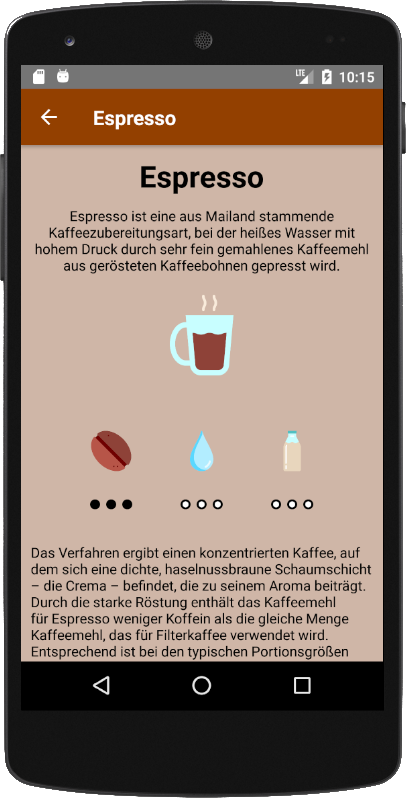 LTE 10:15
Espresso
Espresso
Espresso ist eine aus Mailand stammende
Kaffeezubereitungsart, bei der heißes Wasser mit
hohem Druck durch sehr fein gemahlenes Kaffeemehl
aus gerösteten Kaffeebohnen gepresst wird.
Das Verfahren ergibt einen konzentrierten Kaffee, auf
dem sich eine dichte, haselnussbraune Schaumschicht
– die Crema – befindet, die zu seinem Aroma beiträgt.
Durch die starke Röstung enthält das Kaffeemehl
für Espresso weniger Koffein als die gleiche Menge
Kaffeemehl, das für Filterkaffee verwendet wird.
Entsprechend ist bei den typischen Portionsgrößen